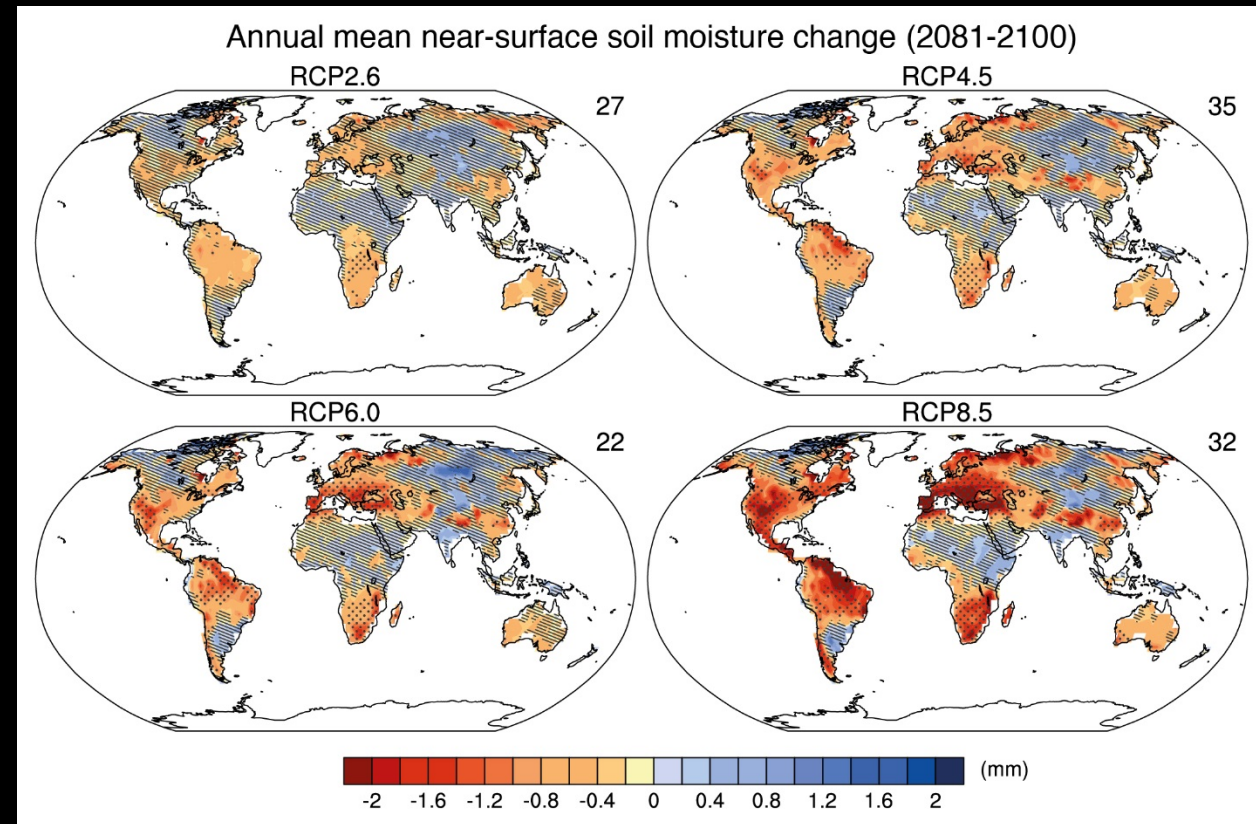 Annual mean near-surface soil moisture change (2081-2100)
RCP2.6
RCP4.5
27
35
RCP6.0
RCP8.5
22
32
(mm)
-2 -1.6 -1.2 -0.8 -0.4 0 0.4 0.8 1.2 1.6 2